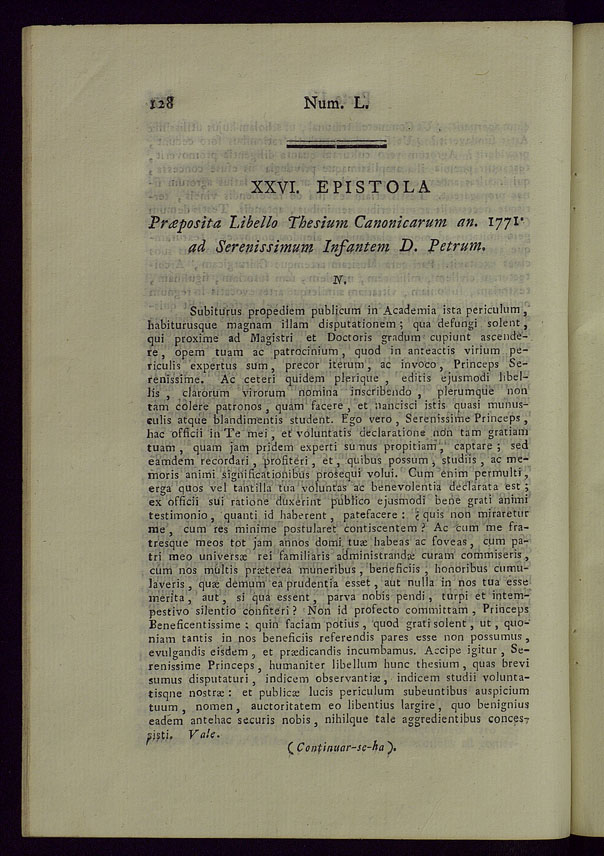 128 Num. L.
XXVI. EPISTOLA
Præposita Libello Thesium Canonicarum an. 1771.
ad Serenissimum Infantem D. Petrum.
N.
Subiturus propediem publicum in Academia ista periculum,
habiturusque magnam illam disputationem; qua defungi solent,
qui proxime ad Magistri et Doctoris gradum cupiunt ascende-
re, opem tuam ac patrocinium, quod in anteactis virium pe-
riculis expertus sum, precor iterum, ac invoco, Princeps Se-
renissime. Ac ceteri quidem plerique, editis ejusmodi libel-
lis, clarorum virorum nomina inscribendo, plerumque non
tam colere patronos, quam facere, et nancisci istis quasi munus-
culis atque blandimentis student. Ego vero, Serenissime Princeps,
hac officii in Te mei, et voluntatis declaratione non tam gratiam
tuam, quam jam pridem experti sumus propitiam, captare; sed
eamdem recordari, profiteri, et, quibus possum, studiis, ac me-
moris animi significationibus prosequi volui. Cum enim permulti,
erga quos vel tantilla tua voluntas ac benevolentia declarata est;
ex officii sui ratione duxerint publico ejusmodi bene grati animi
testimonio, quanti id haberent, patefacere: ¿quis non miraretur
me, cum res minime postularet conticescentem? Ac cum me fra-
tresque meos tot jam annos domi tuæ habeas ac foveas, cum pa-
tri meo universæ rei familiaris administrandæ curam commiseris,
cum nos multis præterea muneribus, beneficiis, honoribus cumu-
laveris, quæ demum ea prudentia esset, aut nulla in nos tua esse
merita, aut, si qua essent, parva nobis pendi, turpi et intem-
pestivo silentio confiteri? Non id profecto committam, Princeps
Beneficentissime: quin faciam potius, quod grati solent, ut, quo-
niam tantis in nos beneficiis referendis pares esse non possumus,
evulgandis eisdem, et prædicandis incumbamus. Accipe igitur, Se-
renissime Princeps, humaniter libellum hunc thesium, quas brevi
sumus disputaturi, indicem observantiæ, indicem studii volunta-
tisque nostræ: et publicæ lucis periculum subeuntibus auspicium
tuum, nomen, auctoritatem eo libentius largire, quo benignius
eadem antehac securis nobis, nihilque tale aggredientibus conces-
sisti. Vale.
(Continuar-se-ha).